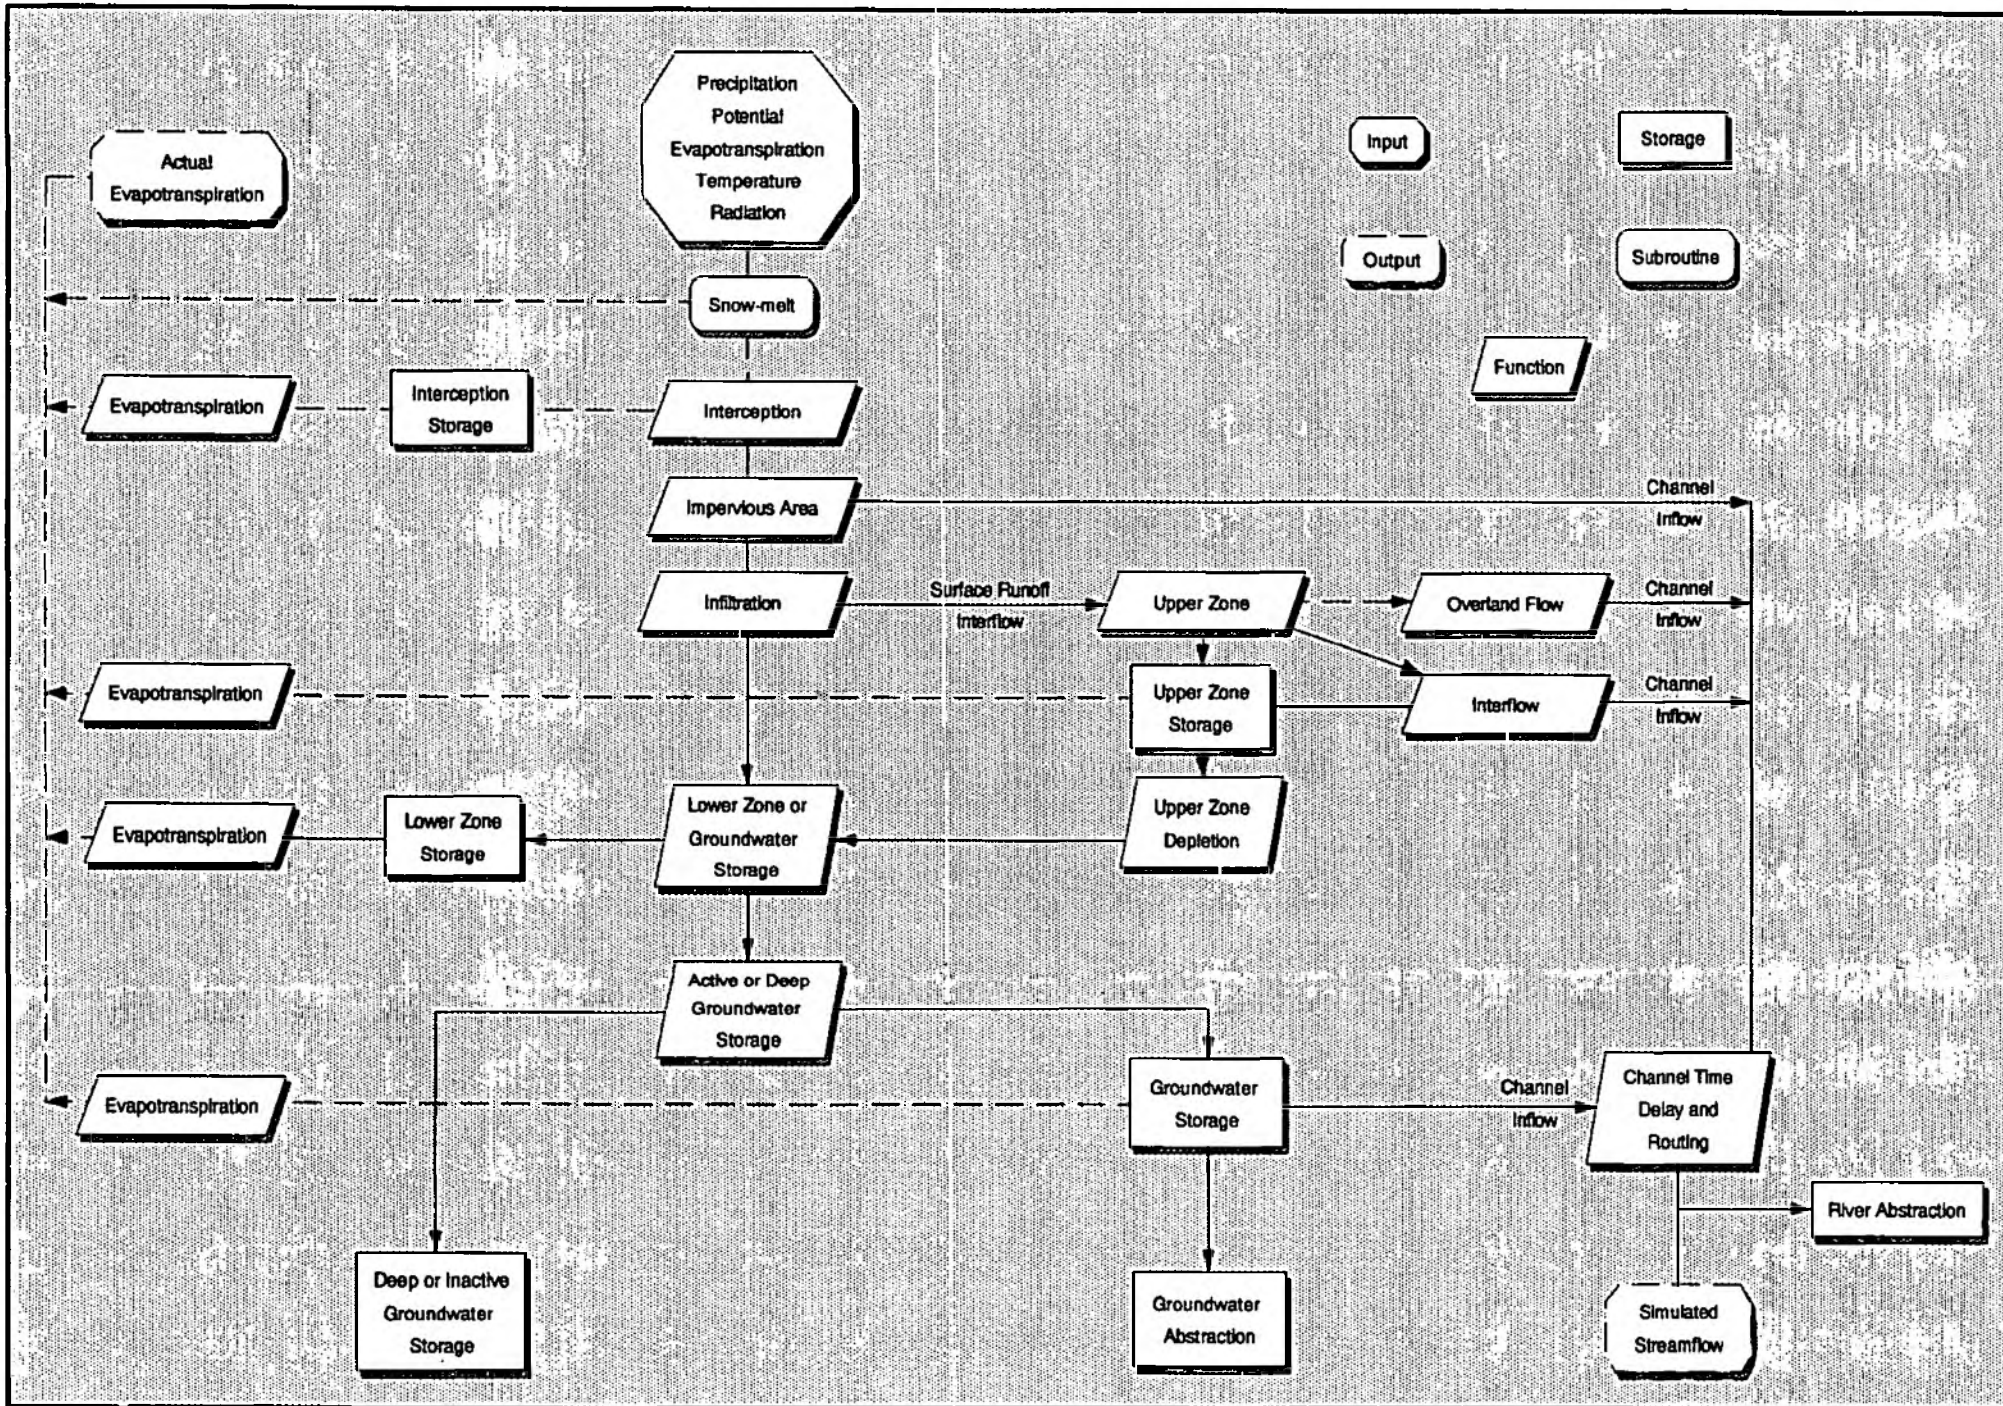 Precipitation
Potential
Evapotranspiration
Temperature
Radiation
Actual
Evapotranspiration
Input
Storage
Output
Subroutine
Function
Snow-melt
Evapotranspiration
Interception
Storage
Interception
Impervious Area
Channel
Inflow
Infiltration
Surface Runoff
Interflow
Upper Zone
Overland Flow
Channel
Inflow
Evapotranspiration
Upper Zone
Storage
Interflow
Channel
Inflow
Evapotranspiration
Lower Zone
Storage
Lower Zone or
Groundwater
Storage
Upper Zone
Depletion
Active or Deep
Groundwater
Storage
Evapotranspiration
Groundwater
Storage
Channel
Inflow
Channel Time
Delay and
Routing
River Abstraction
Deep or Inactive
Groundwater
Storage
Groundwater
Abstraction
Simulated
Streamflow